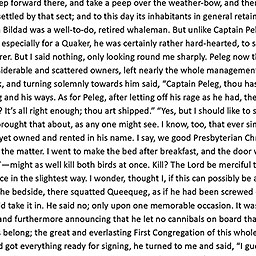 ep forward there, and take a peep over the weather-bow, and then
settled by that sect; and to this day its inhabitants in general retain
Bildad was a well-to-do, retired whaleman. But unlike Captain Pel
especially for a Quaker, he was certainly rather hard-hearted, to s
rer. But I said nothing, only looking round me sharply. Peleg now th
siderable and scattered owners, left nearly the whole management
k, and turning solemnly towards him said, "Captain Peleg, thou has
g and his ways. As for Peleg, after letting off his rage as he had, the
? It's all right enough; thou art shipped." "Yes, but I should like to s
brought that about, as any one might see. I know, too, that ever sin
yet owned and rented in his name. I say, we good Presbyterian Chr
the matter. I went to make the bed after breakfast, and the door w
'—might as well kill both birds at once. Kill? The Lord be merciful t
ce in the slightest way. I wonder, thought I, if this can possibly be a
he bedside, there squatted Queequeg, as if he had been screwed d
d take it in. He said no; only upon one memorable occasion. It was
and furthermore announcing that he let no cannibals on board tha
s belong; the great and everlasting First Congregation of this whole
d got everything ready for signing, he turned to me and said, "I gue